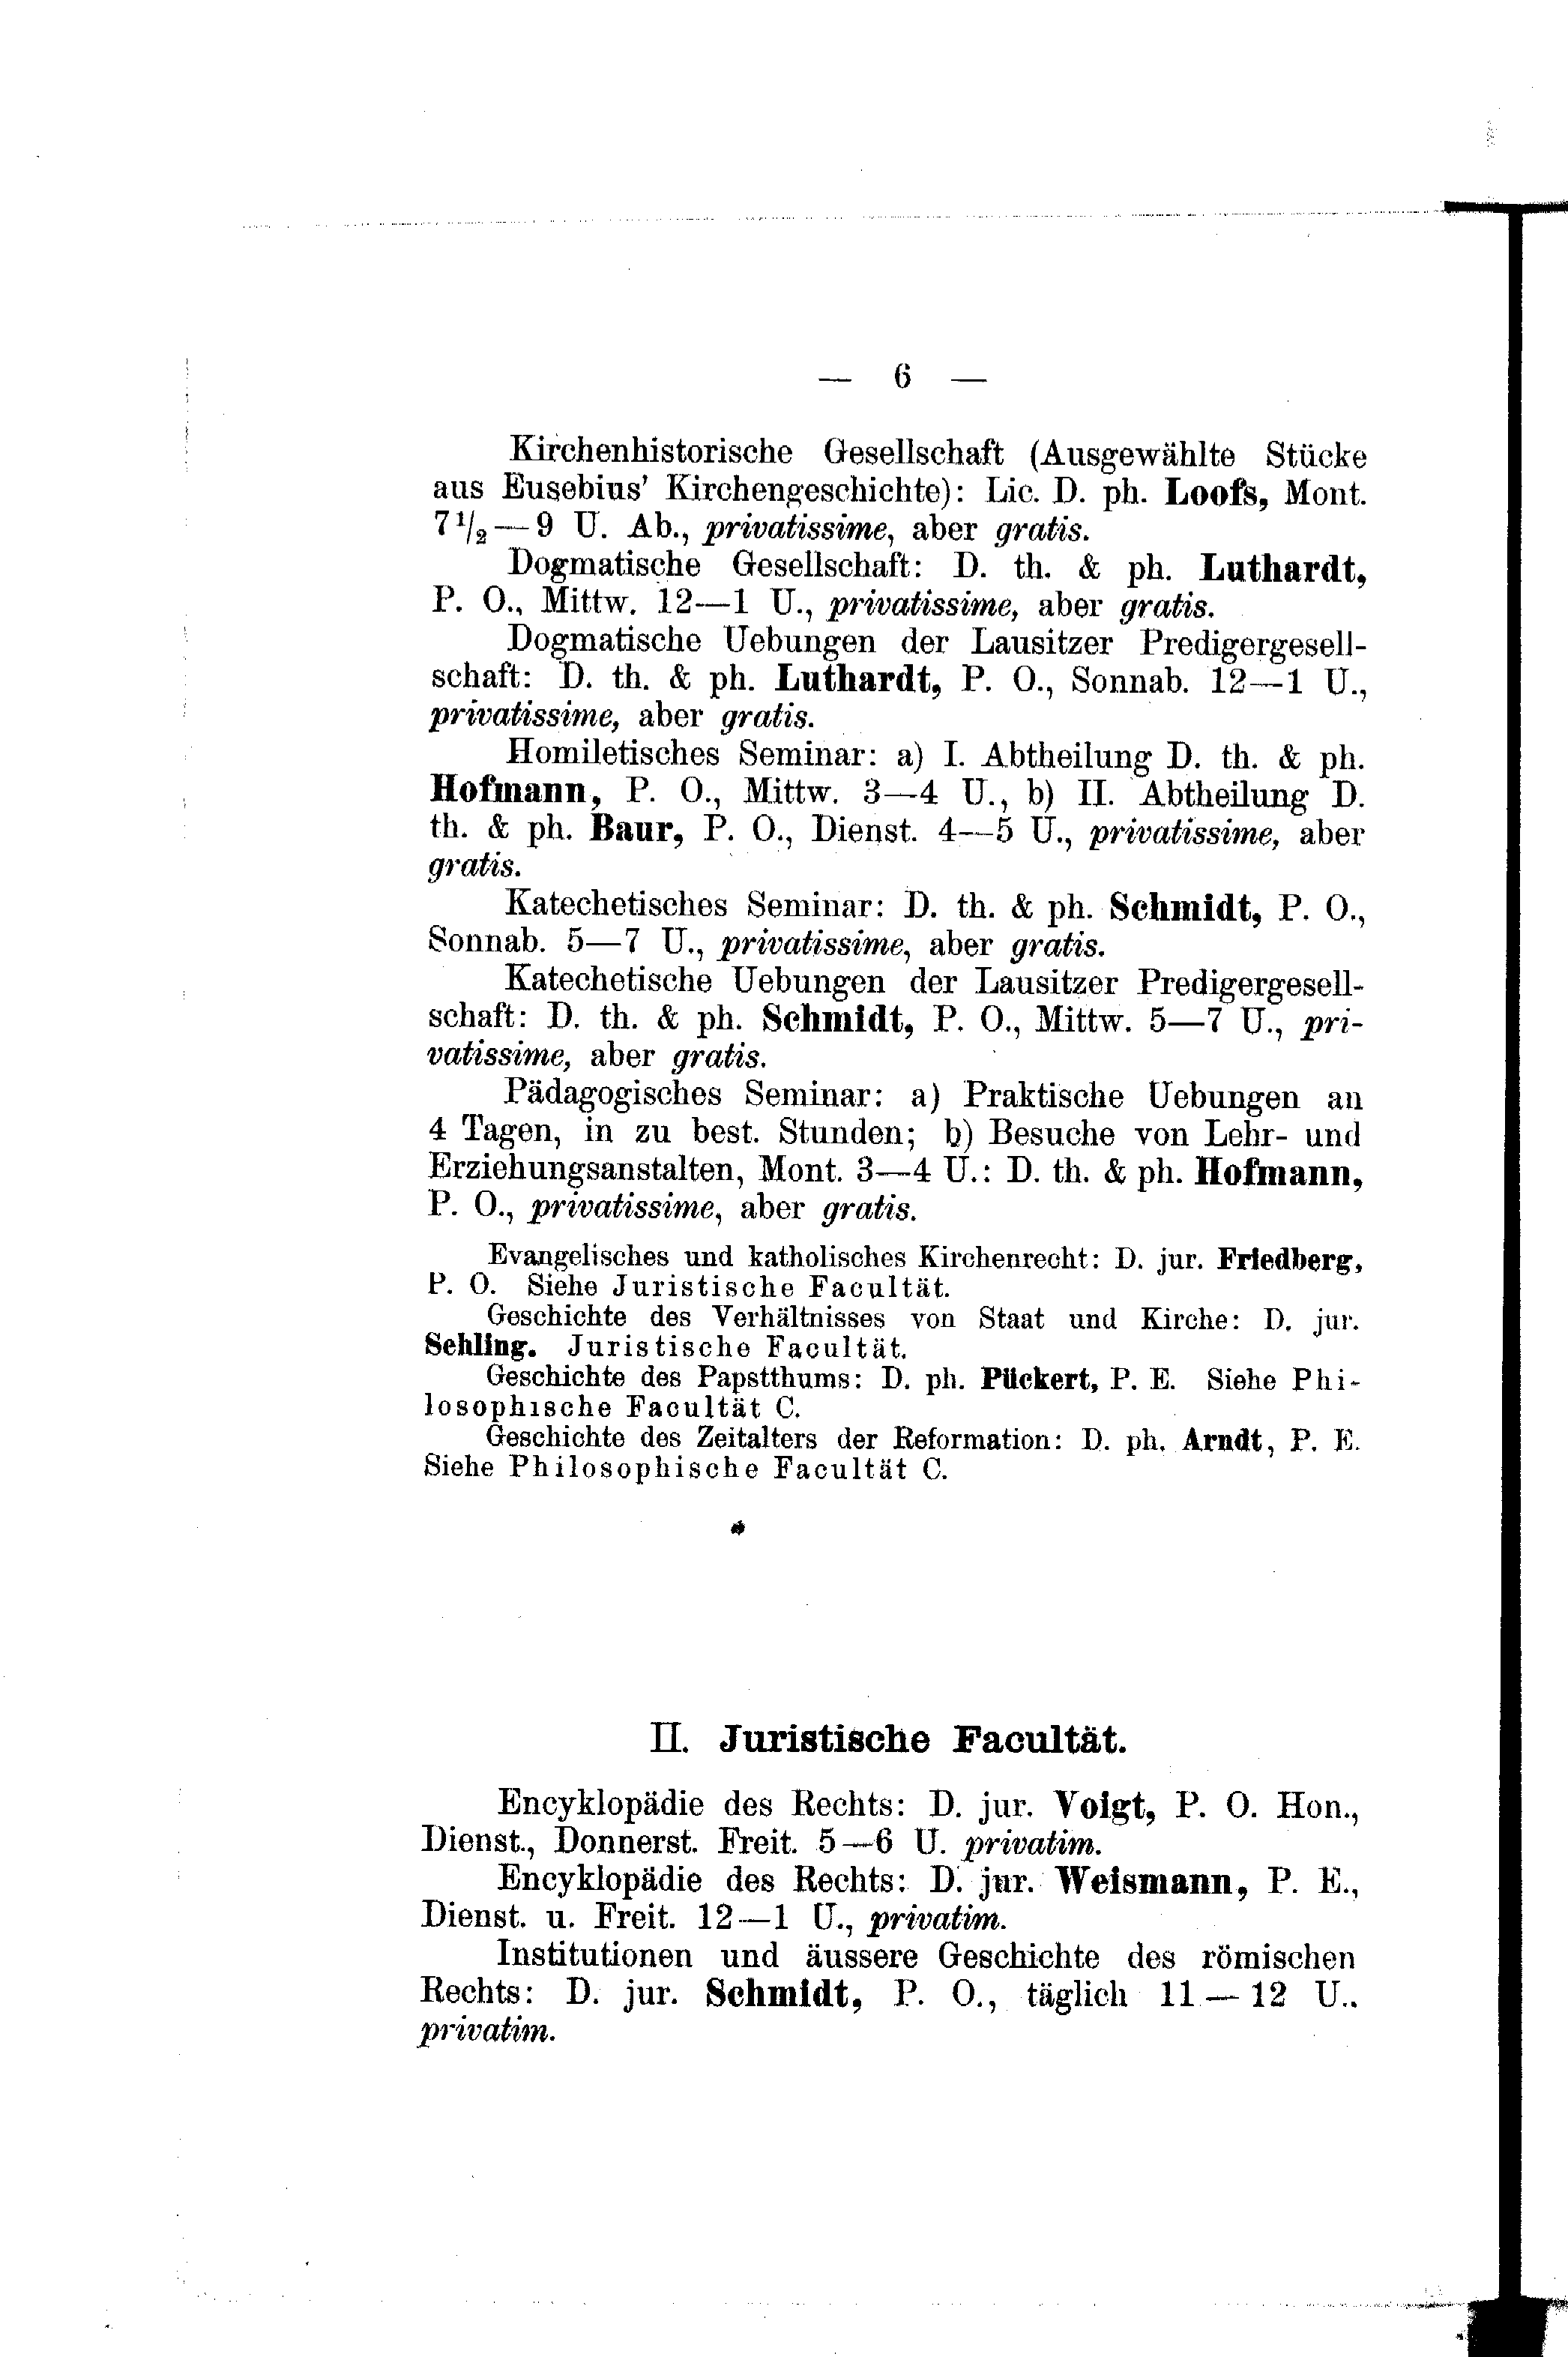 — 6 —
Kirchenhistorische Gesellschaft (Ausgewählte Stücke
aus Eusebius' Kirchengeschichte): Lic. D. ph. Loofs, Mont.
7 1/2 — 9 U. Ab., privatissime, aber gratis.
Dogmatische Gesellschaft: D. th. & ph. Luthardt,
P. O., Mittw. 12—1 U., privatissime, aber gratis.
Dogmatische Uebungen der Lausitzer Predigergesell-
schaft: D. th. & ph. Luthardt, P. O., Sonnab. 12—1 U.,
privatissime, aber gratis.
Homiletisches Seminar: a) I. Abtheilung D. th. & ph.
Hofmann, P. O., Mittw. 3—4 U., b) II. Abtheilung D.
th. & ph. Baur, P. O., Dienst. 4—5 U., privatissime, aber
gratis.
Katechetisches Seminar: D. th. & ph. Schmidt, P. O.,
Sonnab. 5—7 U., privatissime, aber gratis.
Katechetische Uebungen der Lausitzer Predigergesell-
schaft: D. th. & ph. Schmidt, P. O., Mittw. 5—7 U., pri-
vatissime, aber gratis.
Pädagogisches Seminar: a) Praktische Uebungen an
4 Tagen, in zu best. Stunden; b) Besuche von Lehr- und
Erziehungsanstalten, Mont. 3—4 U.: D. th. & ph. Hofmann,
P. O., privatissime, aber gratis.
Evangelisches und katholisches Kirchenrecht: D. jur. Friedberg,
P. O. Siehe Juristische Facultät.
Geschichte des Verhältnisses von Staat und Kirche: D. jur.
Sehling. Juristische Facultät.
Geschichte des Papstthums: D. ph. Pückert, P. E. Siehe Phi-
losophische Facultät C.
Geschichte des Zeitalters der Reformation: D. ph. Arndt, P. E.
Siehe Philosophische Facultät C.
II. Juristische Facultät.
Encyklopädie des Rechts: D. jur. Voigt, P. O. Hon.,
Dienst., Donnerst. Freit. 5—6 U. privatim.
Encyklopädie des Rechts: D. jur. Weismann, P. E.,
Dienst. u. Freit. 12—1 U., privatim.
Institutionen und äussere Geschichte des römischen
Rechts: D. jur. Schmidt, P. O., täglich 11 — 12 U..
privatim.